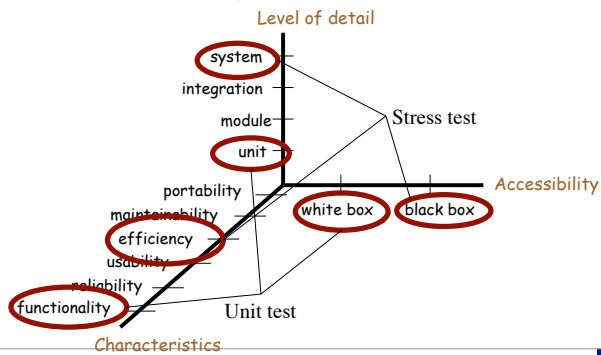 Level of detail
system
integration
module
Stress test
unit
Accessibility
portability
white box
black box
maintainability
efficiency
usability
reliability
functionality
Unit test
Characteristics